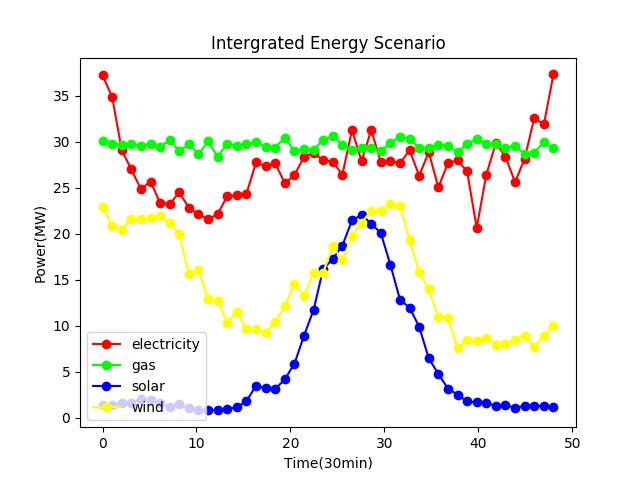 Intergrated Energy Scenario
Power(MW)
35
30
25
20
15
10
5
0
electricity
gas
solar
wind
0 10 20 30 40 50
Time(30min)